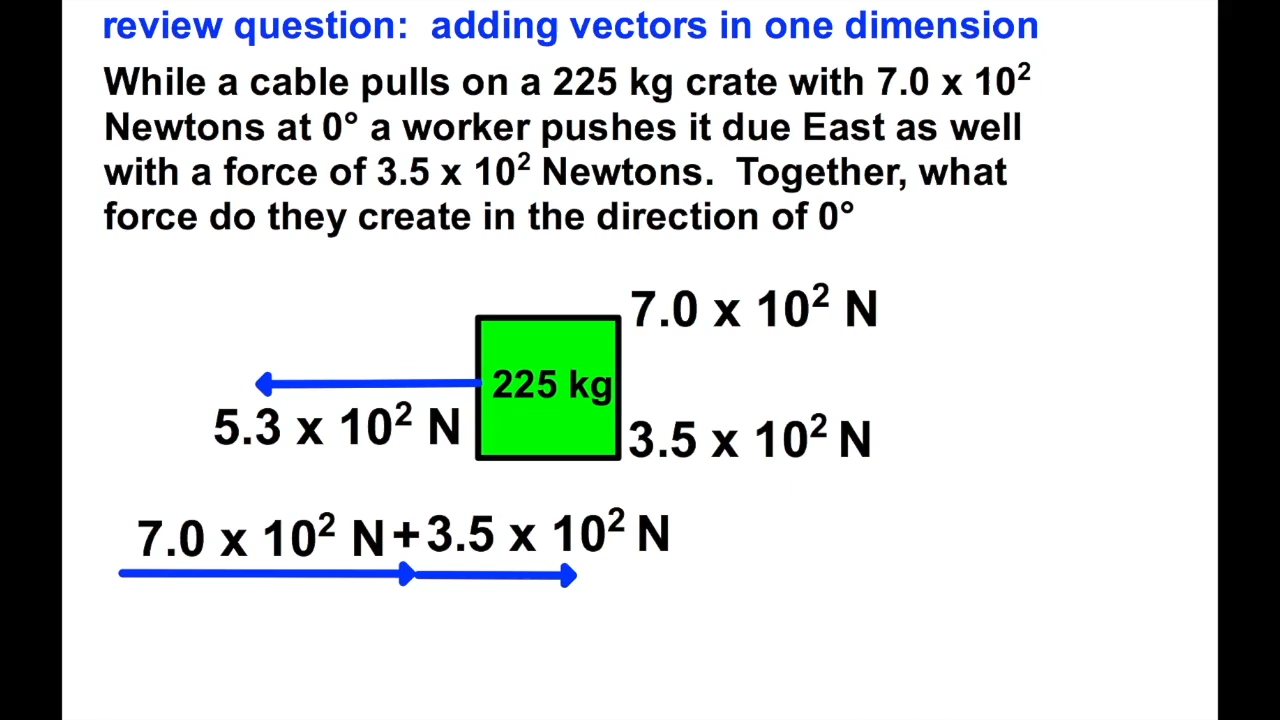 review question:  adding vectors in one dimension
While a cable pulls on a 225 kg crate with 7.0 x 10²
Newtons at 0° a worker pushes it due East as well
with a force of 3.5 x 10² Newtons.  Together, what
force do they create in the direction of 0°
7.0 x 10² N
225 kg
5.3 x 10² N
3.5 x 10² N
7.0 x 10² N+3.5 x 10² N